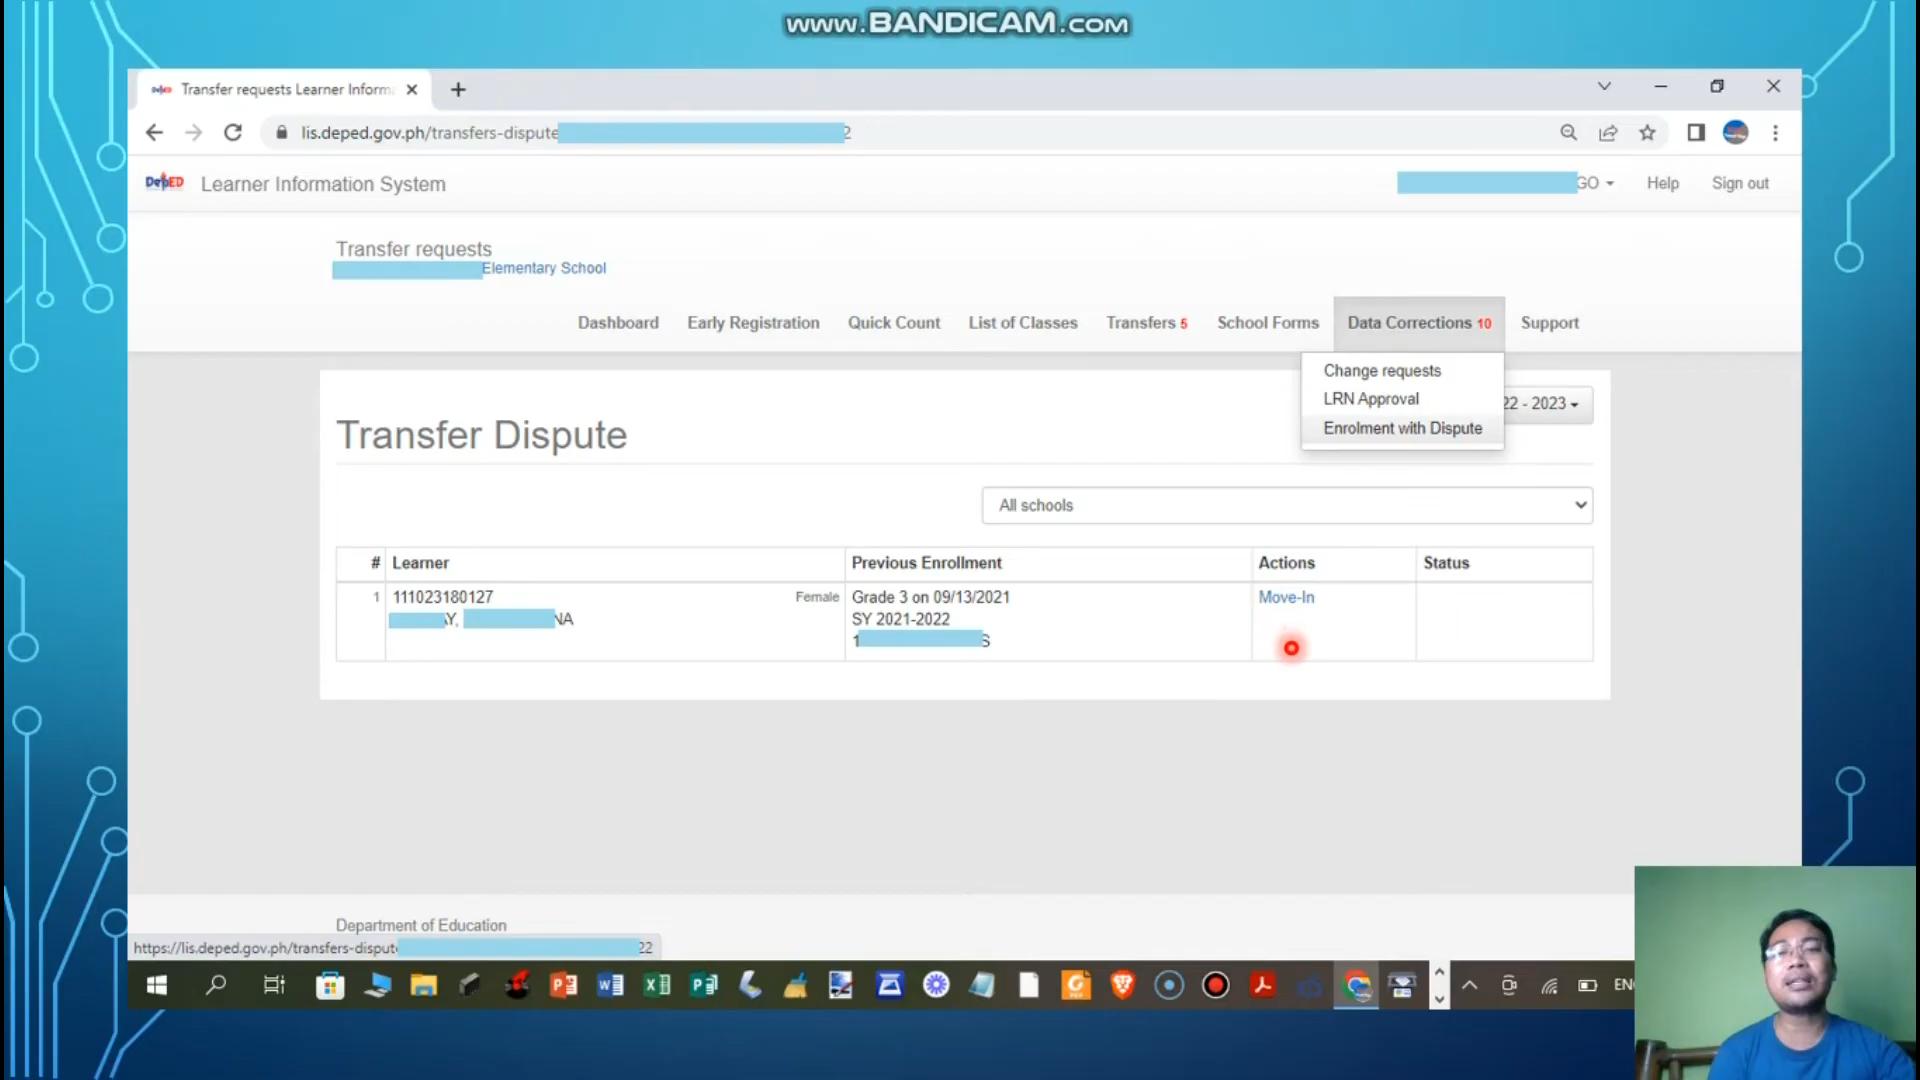 www.BANDICAM.com
Transfer requests Learner Inform
lis.deped.gov.ph/transfers-dispute 2
DepED Learner Information System GO Help Sign out
Transfer requests
Elementary School
Dashboard Early Registration Quick Count List of Classes Transfers 5 School Forms Data Corrections 10 Support
Change requests
LRN Approval
Enrolment with Dispute
22 - 2023
Transfer Dispute
All schools
# Learner Previous Enrollment Actions Status
1 111023180127 Female Grade 3 on 09/13/2021 Move-In
Y, NA SY 2021-2022
1 S
Department of Education
https://lis.deped.gov.ph/transfers-dispute 22
EN